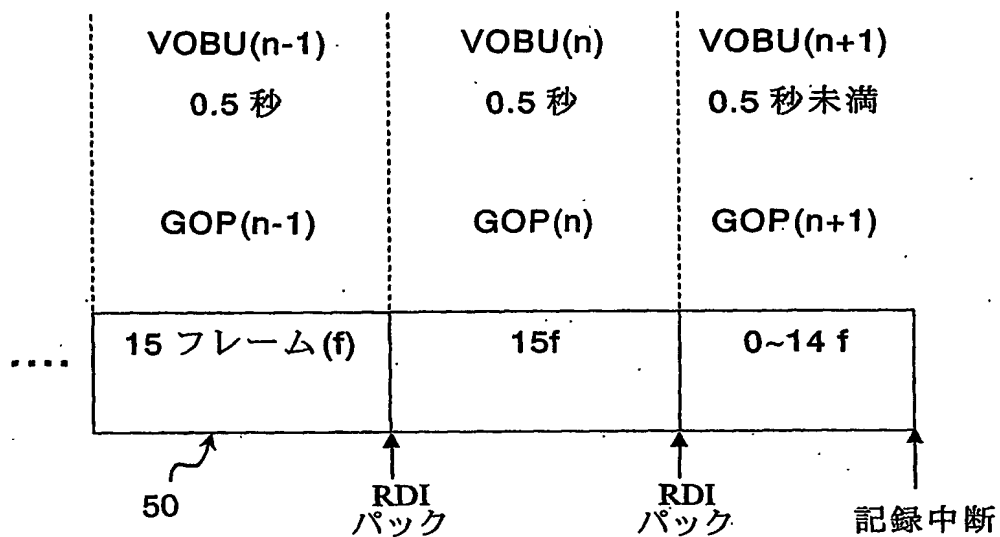 VOBU(n-1) VOBU(n) VOBU(n+1)
0.5 秒 0.5 秒 0.5 秒未満
GOP(n-1) GOP(n) GOP(n+1)
15 フレーム(f) 15f 0~14 f
50
RDI
パック
RDI
パック
記録中断